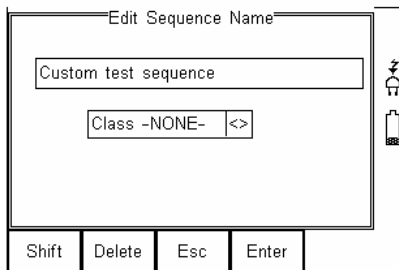 Edit Sequence Name
Custom test sequence
Class -NONE- <>
Shift Delete Esc Enter